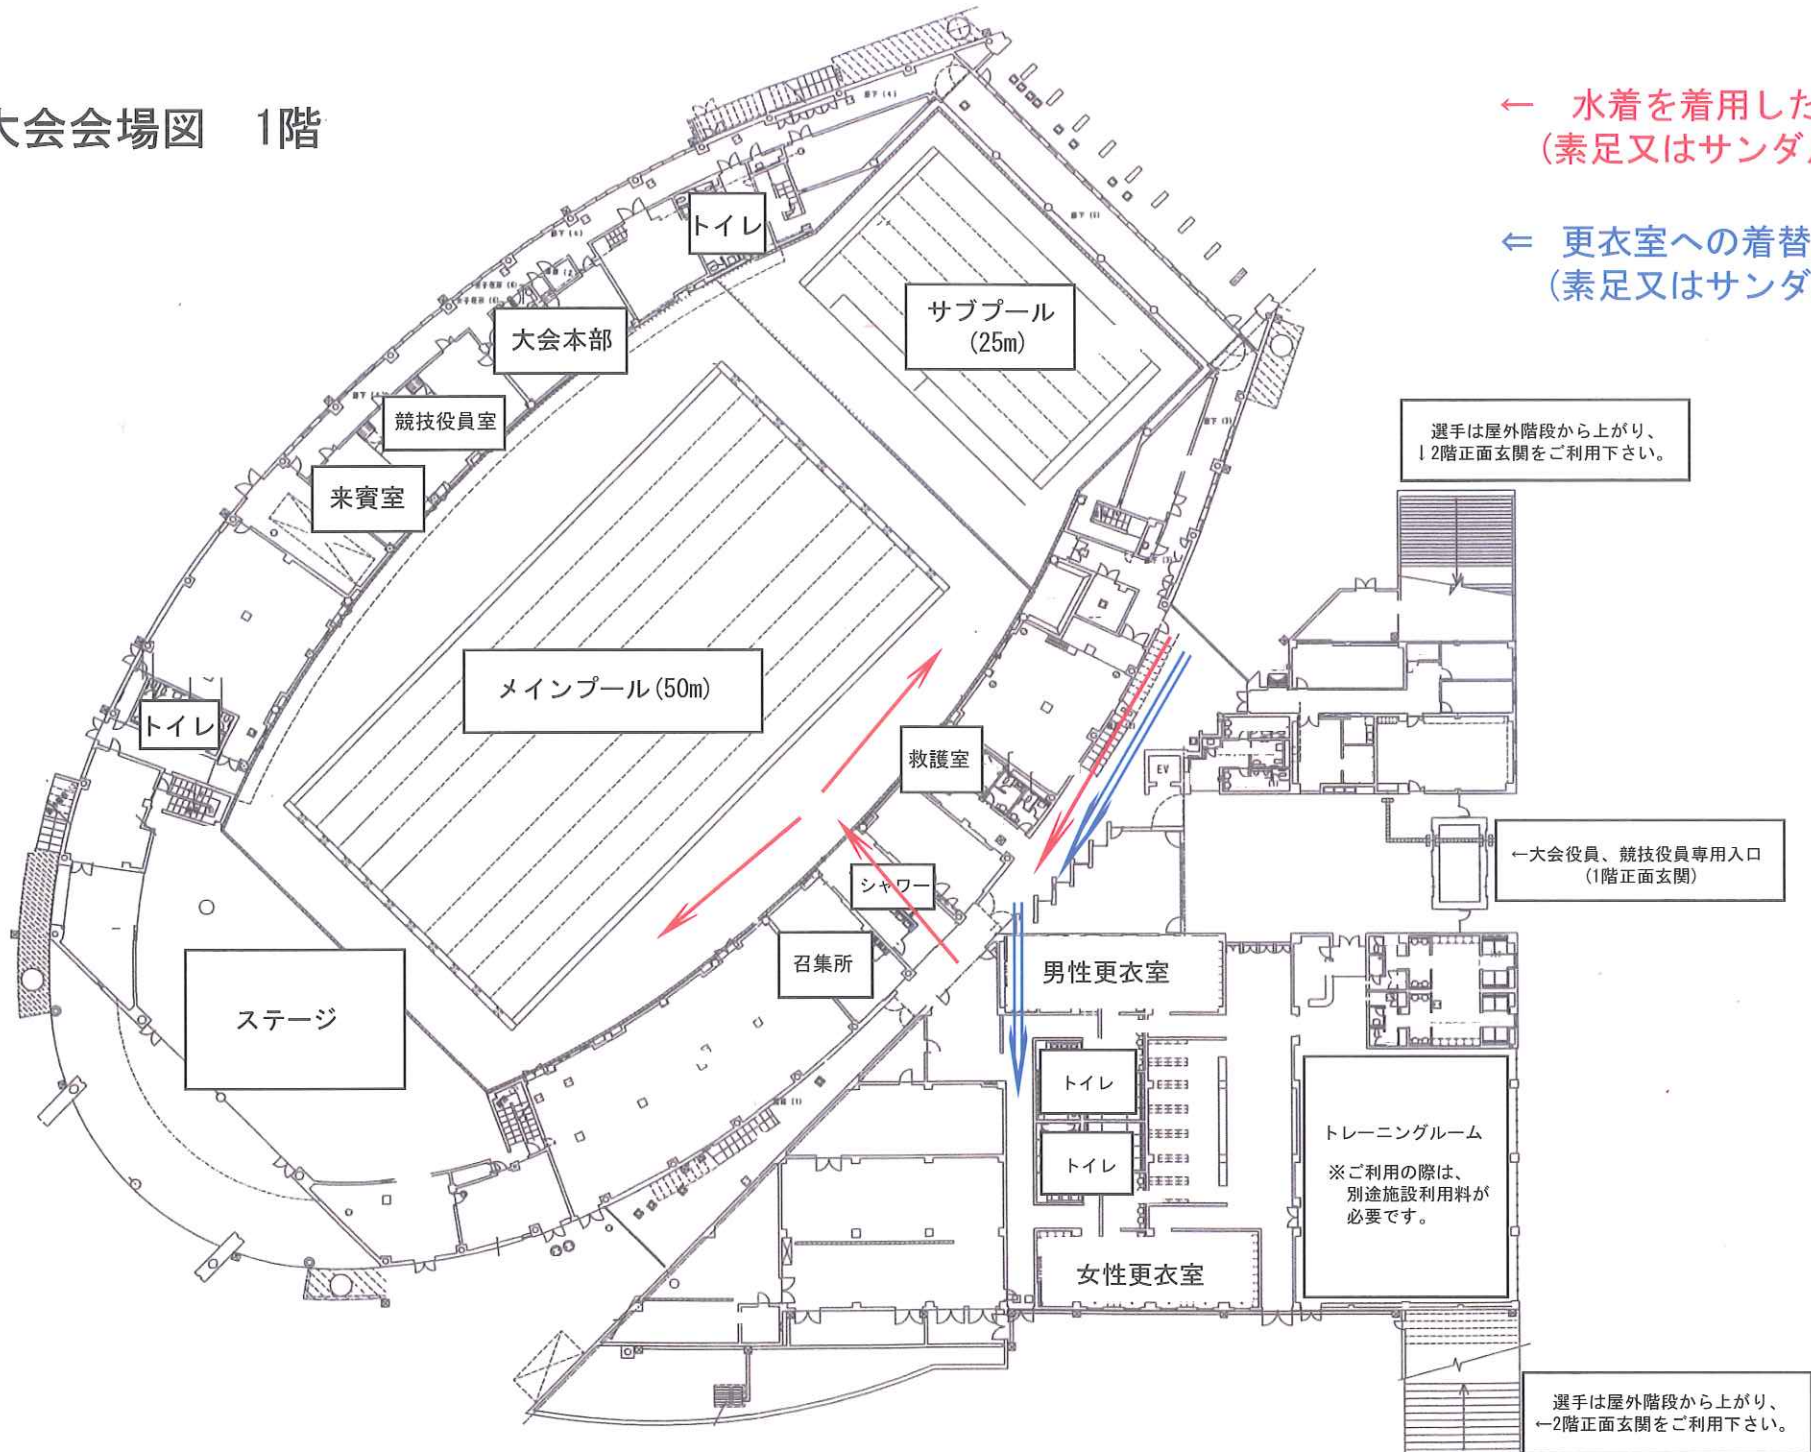 大会会場図　1階
← 水着を着用した
(素足又はサンダル
⇐ 更衣室への着替
(素足又はサンダ
トイレ
サブプール
(25m)
大会本部
競技役員室
来賓室
選手は屋外階段から上がり、
↓2階正面玄関をご利用下さい。
メインプール(50m)
トイレ
救護室
EV
←大会役員、競技役員専用入口
(1階正面玄関)
シャワー
召集所
男性更衣室
ステージ
トイレ
トイレ
トレーニングルーム
※ご利用の際は、
別途施設利用料が
必要です。
女性更衣室
選手は屋外階段から上がり、
←2階正面玄関をご利用下さい。